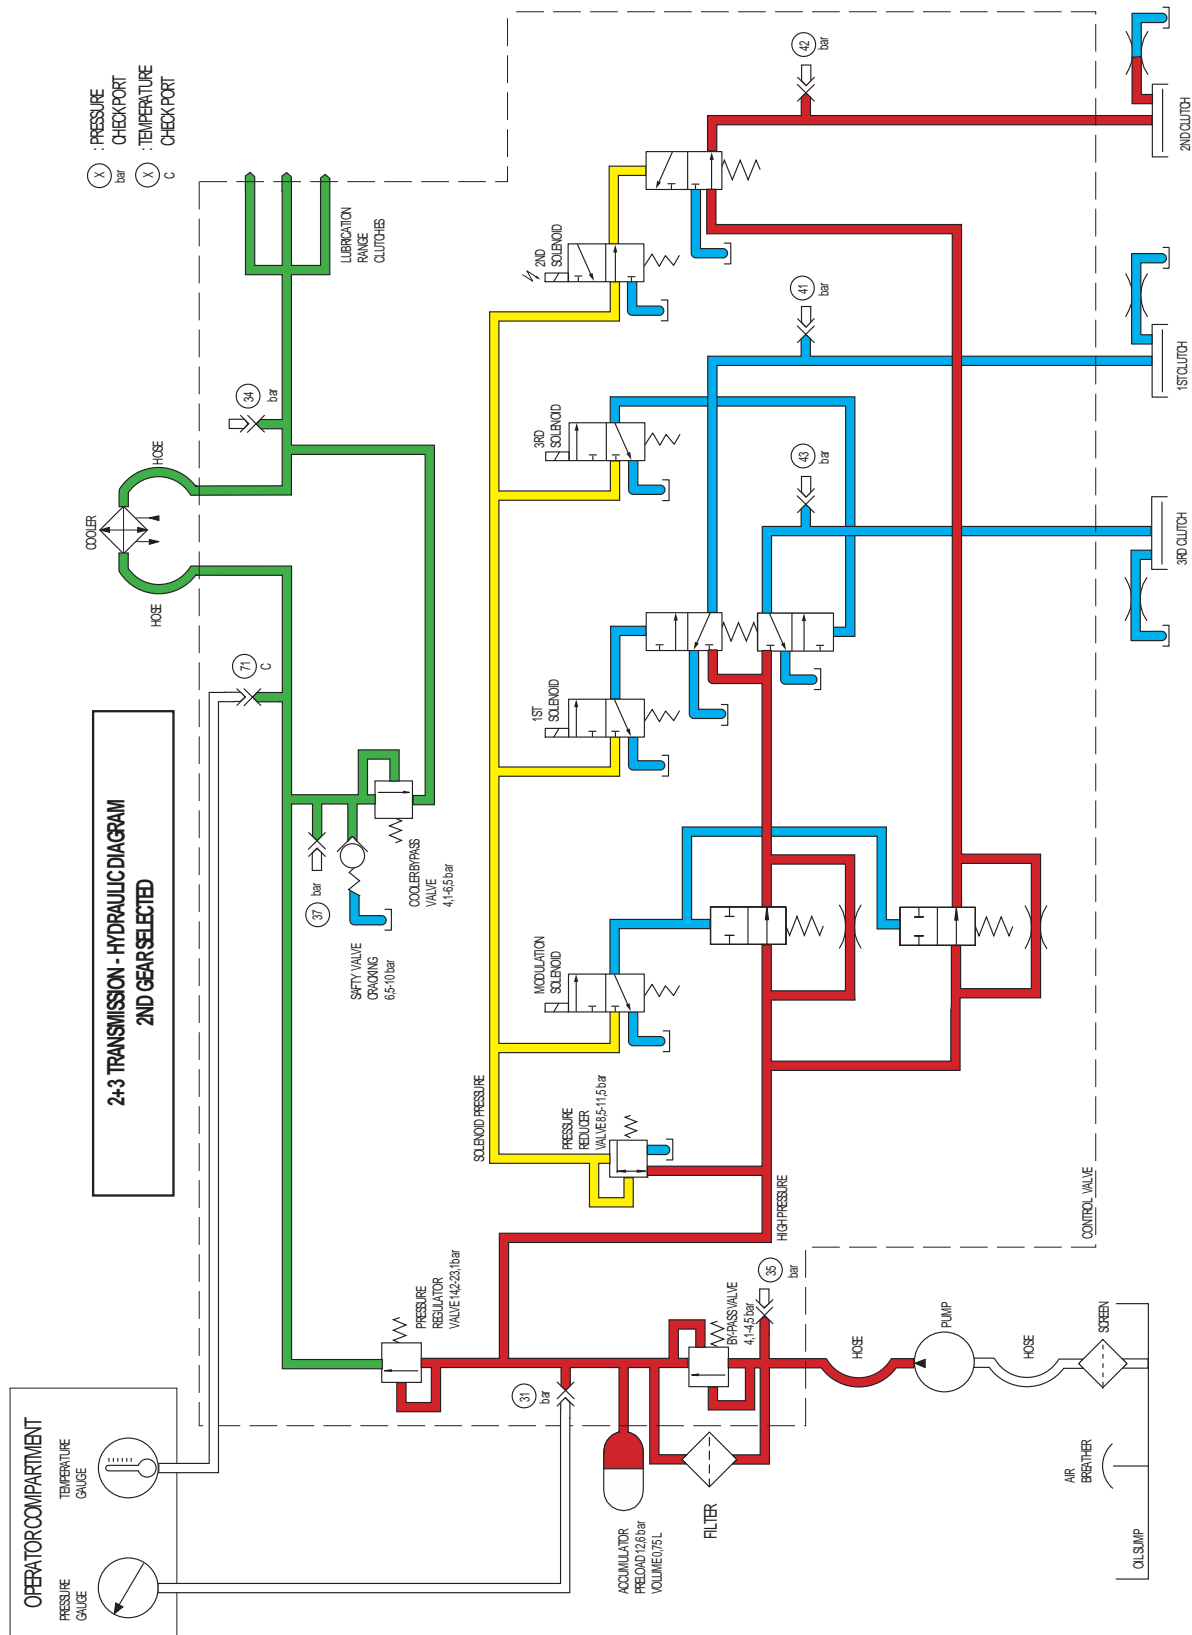 2+3 TRANSMISSION - HYDRAULIC DIAGRAM
2ND GEAR SELECTED
X
bar
: PRESSURE
CHECK PORT
X
C
: TEMPERATURE
CHECK PORT
OPERATOR COMPARTMENT
TEMPERATURE
GAUGE
PRESSURE
GAUGE
COOLER
HOSE
HOSE
71
C
34
bar
LUBRICATION
RANGE
CLUTCHES
37
bar
SAFTY VALVE
CRACKING
6,5-10 bar
COOLER BYPASS
VALVE
4,1-6,5 bar
PRESSURE
REGULATOR
VALVE 14,2-23,1bar
SOLENOID PRESSURE
PRESSURE
REDUCER
VALVE 8,5-11,5 bar
MODULATION
SOLENOID
1ST
SOLENOID
3RD
SOLENOID
2ND
SOLENOID
42
bar
41
bar
43
bar
31
bar
ACCUMULATOR
PRELOAD 12,6 bar
VOLUME 0,75 L
FILTER
BY-PASS VALVE
4,1-4,5 bar
35
bar
HIGH PRESSURE
CONTROL VALVE
HOSE
PUMP
HOSE
SCREEN
AIR
BREATHER
OIL SUMP
3RD CLUTCH
1ST CLUTCH
2ND CLUTCH